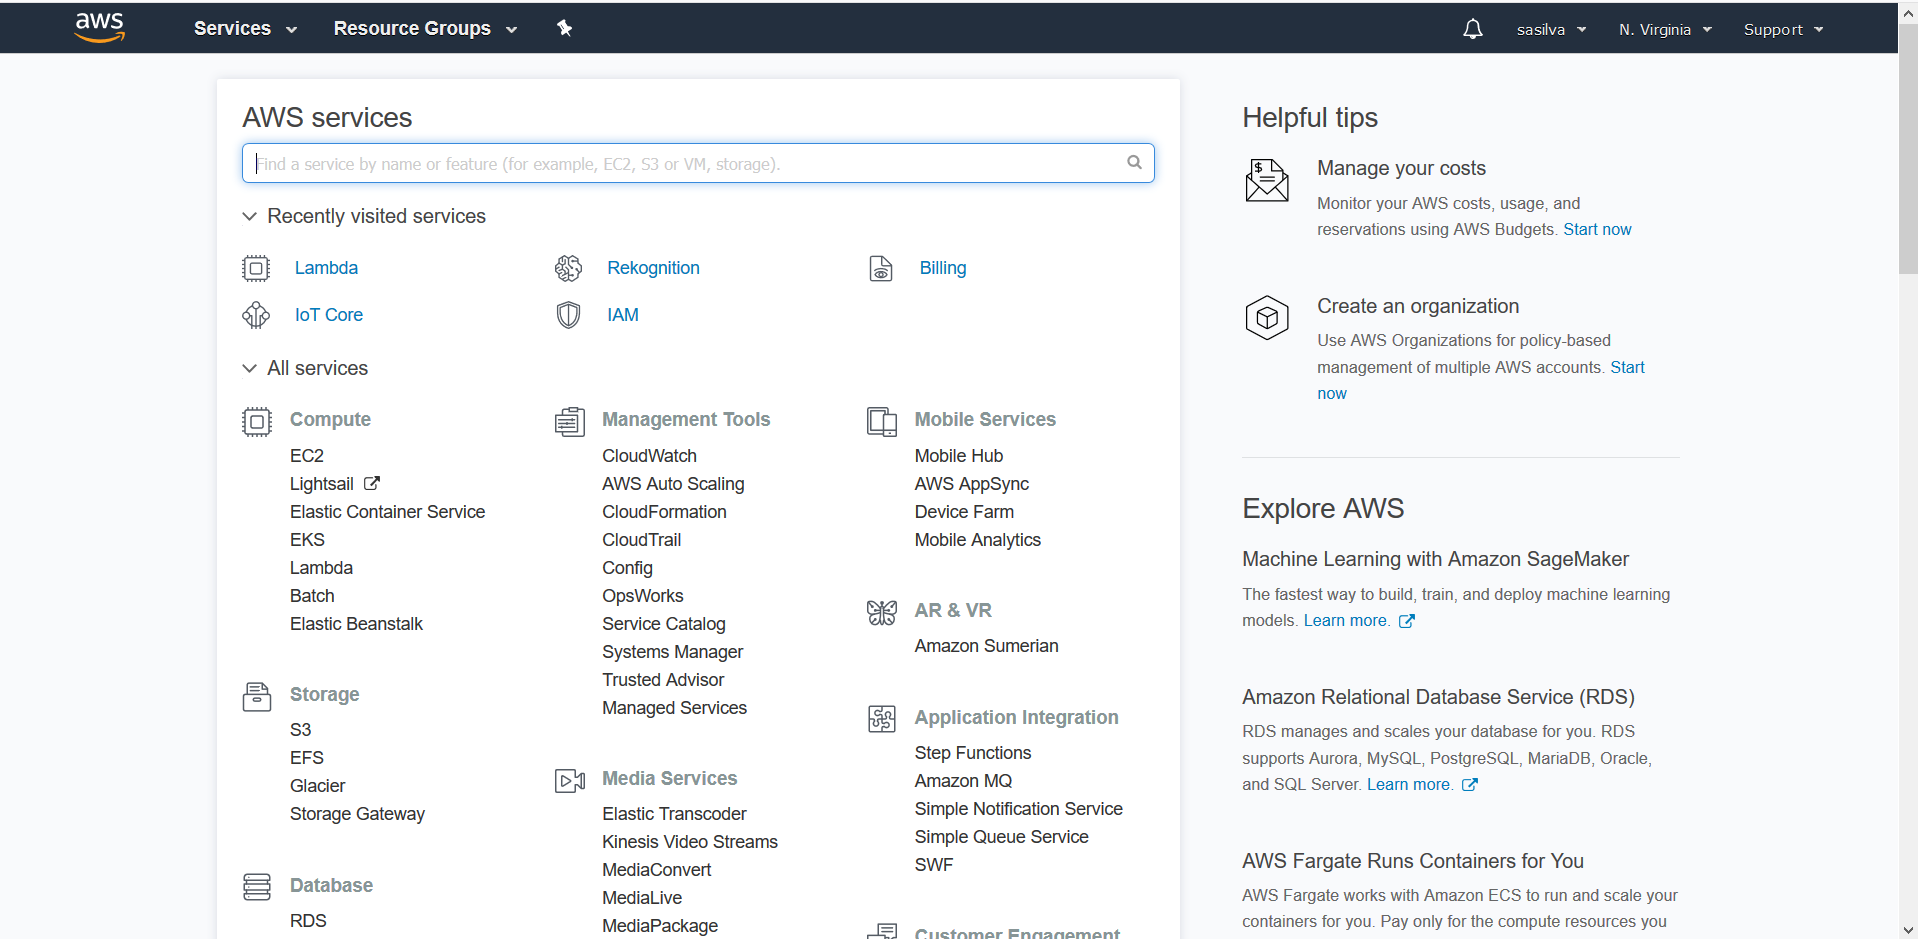 aws
Services
Resource Groups
sasilva
N. Virginia
Support
AWS services
Find a service by name or feature (for example, EC2, S3 or VM, storage).
Recently visited services
Lambda
Rekognition
Billing
IoT Core
IAM
All services
Compute
EC2
Lightsail
Elastic Container Service
EKS
Lambda
Batch
Elastic Beanstalk
Storage
S3
EFS
Glacier
Storage Gateway
Database
RDS
Management Tools
CloudWatch
AWS Auto Scaling
CloudFormation
CloudTrail
Config
OpsWorks
Service Catalog
Systems Manager
Trusted Advisor
Managed Services
Media Services
Elastic Transcoder
Kinesis Video Streams
MediaConvert
MediaLive
MediaPackage
Mobile Services
Mobile Hub
AWS AppSync
Device Farm
Mobile Analytics
AR & VR
Amazon Sumerian
Application Integration
Step Functions
Amazon MQ
Simple Notification Service
Simple Queue Service
SWF
Customer Engagement
Helpful tips
Manage your costs
Monitor your AWS costs, usage, and
reservations using AWS Budgets. Start now
Create an organization
Use AWS Organizations for policy-based
management of multiple AWS accounts. Start
now
Explore AWS
Machine Learning with Amazon SageMaker
The fastest way to build, train, and deploy machine learning
models. Learn more.
Amazon Relational Database Service (RDS)
RDS manages and scales your database for you. RDS
supports Aurora, MySQL, PostgreSQL, MariaDB, Oracle,
and SQL Server. Learn more.
AWS Fargate Runs Containers for You
AWS Fargate works with Amazon ECS to run and scale your
containers for you. Pay only for the compute resources you